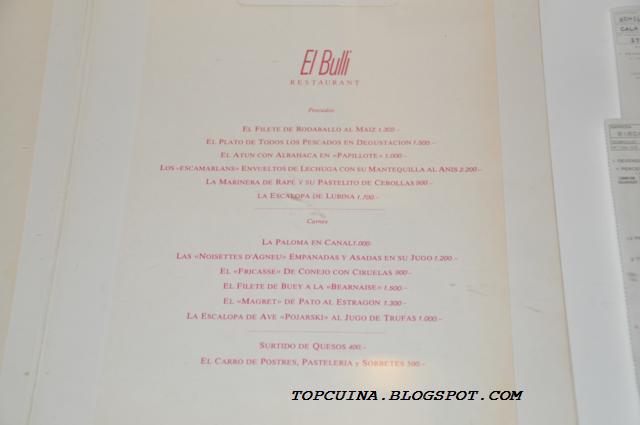 El Bulli
RESTAURANT
Pescados
EL FILETE DE RODABALLO AL MAIZ 1.300 -
EL PLATO DE TODOS LOS PESCADOS EN DEGUSTACION 1.500 -
EL ATUN CON ALBAHACA EN «PAPILLOTE» 1.000 -
LOS «ESCAMARLANS» ENVUELTOS DE LECHUGA CON SU MANTEQUILLA AL ANIS 2.200 -
LA MARINERA DE RAPE Y SU PASTELITO DE CEBOLLAS 900 -
LA ESCALOPA DE LUBINA 1.700 -
Carnes
LA PALOMA EN CANAL 1.000
LAS «NOISETTES D'AGNEU» EMPANADAS Y ASADAS EN SU JUGO 1.200 -
EL «FRICASSE» DE CONEJO CON CIRUELAS 900 -
EL FILETE DE BUEY A LA «BEARNAISE» 1.500 -
EL «MAGRET» DE PATO AL ESTRAGON 1.300 -
LA ESCALOPA DE AVE «POJARSKI» AL JUGO DE TRUFAS 1.000 -
SURTIDO DE QUESOS 400 -
EL CARRO DE POSTRES, PASTELERIA Y SORBETES 500 -
TOPCUINA.BLOGSPOT.COM